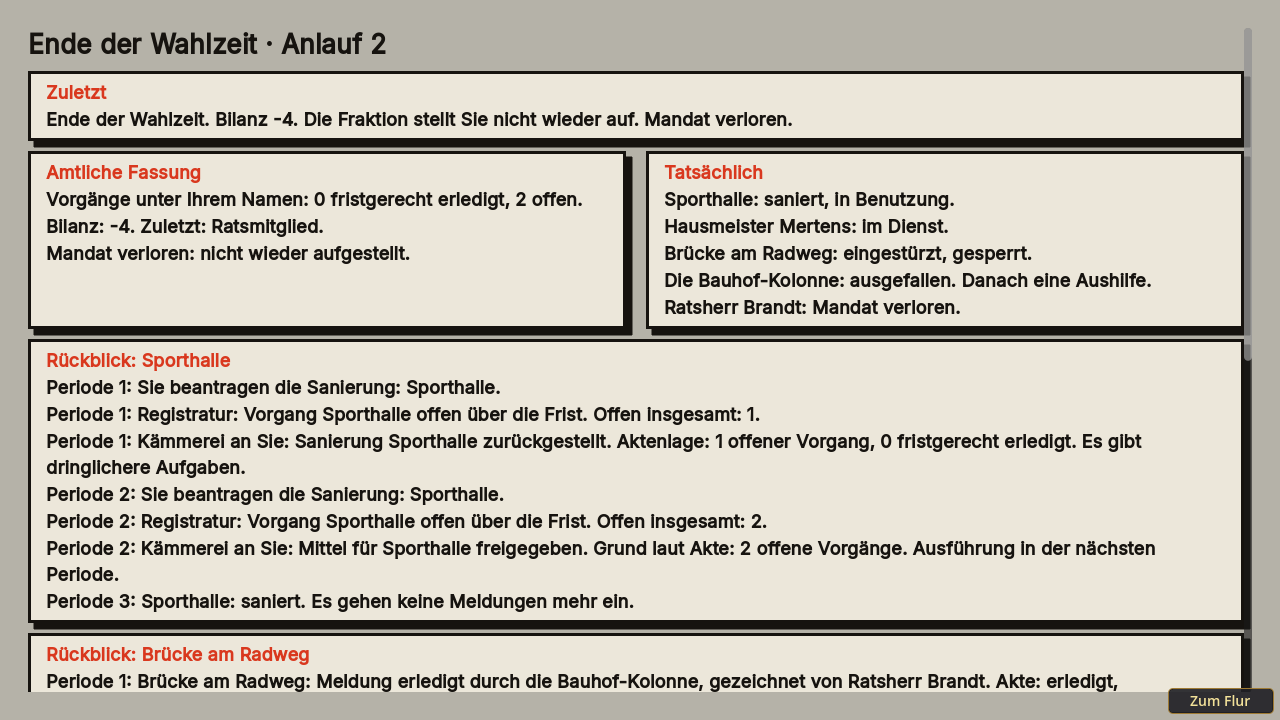 Ende der Wahlzeit · Anlauf 2
Zuletzt
Ende der Wahlzeit. Bilanz -4. Die Fraktion stellt Sie nicht wieder auf. Mandat verloren.
Amtliche Fassung
Vorgänge unter Ihrem Namen: 0 fristgerecht erledigt, 2 offen.
Bilanz: -4. Zuletzt: Ratsmitglied.
Mandat verloren: nicht wieder aufgestellt.
Tatsächlich
Sporthalle: saniert, in Benutzung.
Hausmeister Mertens: im Dienst.
Brücke am Radweg: eingestürzt, gesperrt.
Die Bauhof-Kolonne: ausgefallen. Danach eine Aushilfe.
Ratsherr Brandt: Mandat verloren.
Rückblick: Sporthalle
Periode 1: Sie beantragen die Sanierung: Sporthalle.
Periode 1: Registratur: Vorgang Sporthalle offen über die Frist. Offen insgesamt: 1.
Periode 1: Kämmerei an Sie: Sanierung Sporthalle zurückgestellt. Aktenlage: 1 offener Vorgang, 0 fristgerecht erledigt. Es gibt
dringlichere Aufgaben.
Periode 2: Sie beantragen die Sanierung: Sporthalle.
Periode 2: Registratur: Vorgang Sporthalle offen über die Frist. Offen insgesamt: 2.
Periode 2: Kämmerei an Sie: Mittel für Sporthalle freigegeben. Grund laut Akte: 2 offene Vorgänge. Ausführung in der nächsten
Periode.
Periode 3: Sporthalle: saniert. Es gehen keine Meldungen mehr ein.
Rückblick: Brücke am Radweg
Periode 1: Brücke am Radweg: Meldung erledigt durch die Bauhof-Kolonne, gezeichnet von Ratsherr Brandt. Akte: erledigt,
Zum Flur